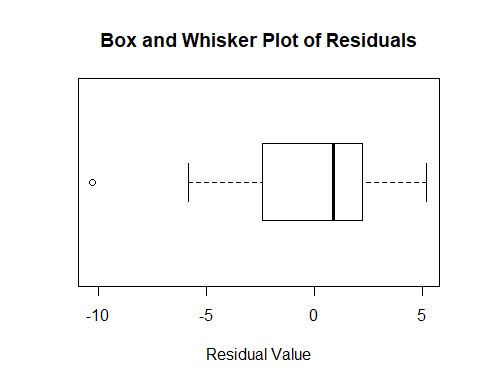 Box and Whisker Plot of Residuals
-10 -5 0 5
Residual Value